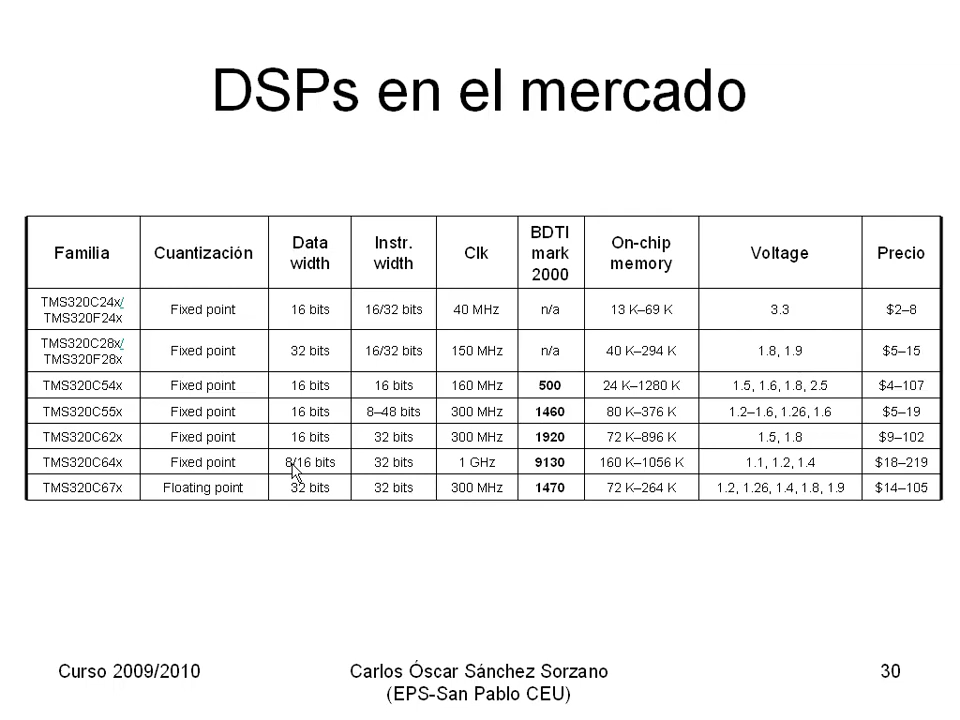 DSPs en el mercado
Familia Cuantización Data width Instr. width Clk BDTI mark 2000 On-chip memory Voltage Precio
TMS320C24x/ TMS320F24x Fixed point 16 bits 16/32 bits 40 MHz n/a 13 K–69 K 3.3 $2–8
TMS320C28x/ TMS320F28x Fixed point 32 bits 16/32 bits 150 MHz n/a 40 K–294 K 1.8, 1.9 $5–15
TMS320C54x Fixed point 16 bits 16 bits 160 MHz 500 24 K–1280 K 1.5, 1.6, 1.8, 2.5 $4–107
TMS320C55x Fixed point 16 bits 8–48 bits 300 MHz 1460 80 K–376 K 1.2–1.6, 1.26, 1.6 $5–19
TMS320C62x Fixed point 16 bits 32 bits 300 MHz 1920 72 K–896 K 1.5, 1.8 $9–102
TMS320C64x Fixed point 8/16 bits 32 bits 1 GHz 9130 160 K–1056 K 1.1, 1.2, 1.4 $18–219
TMS320C67x Floating point 32 bits 32 bits 300 MHz 1470 72 K–264 K 1.2, 1.26, 1.4, 1.8, 1.9 $14–105
Curso 2009/2010 Carlos Óscar Sánchez Sorzano 30
(EPS-San Pablo CEU)